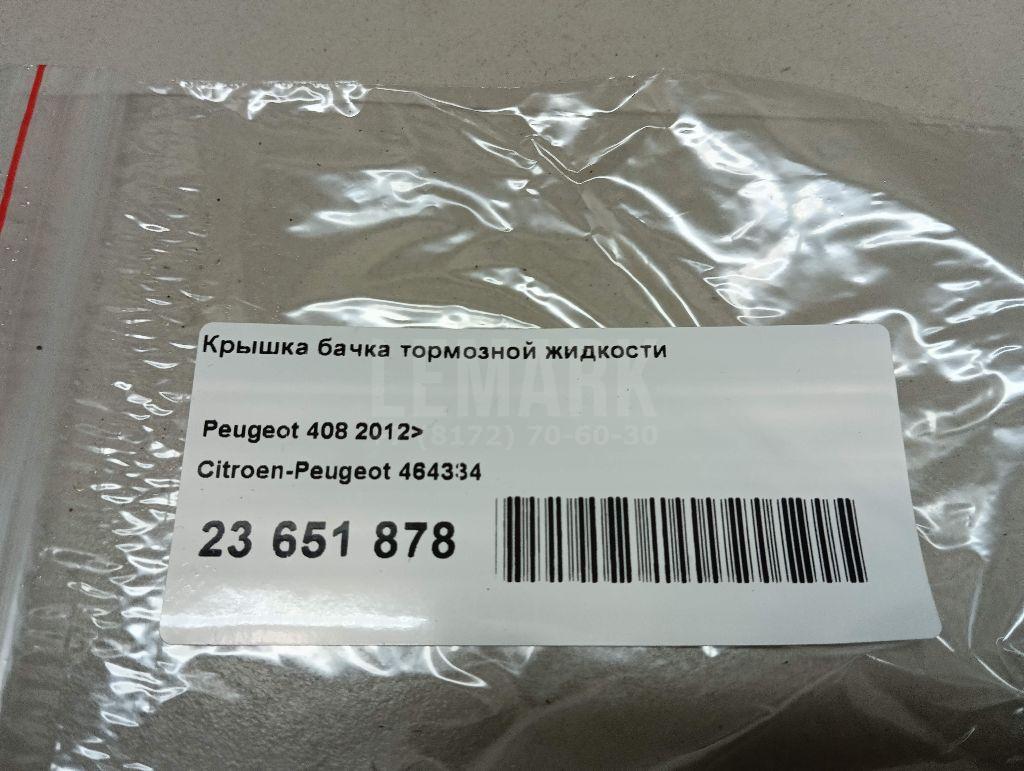 Крышка бачка тормозной жидкости
LEMARK
(8172) 70-60-30
Peugeot 408 2012>
Citroen-Peugeot 464334
23 651 878